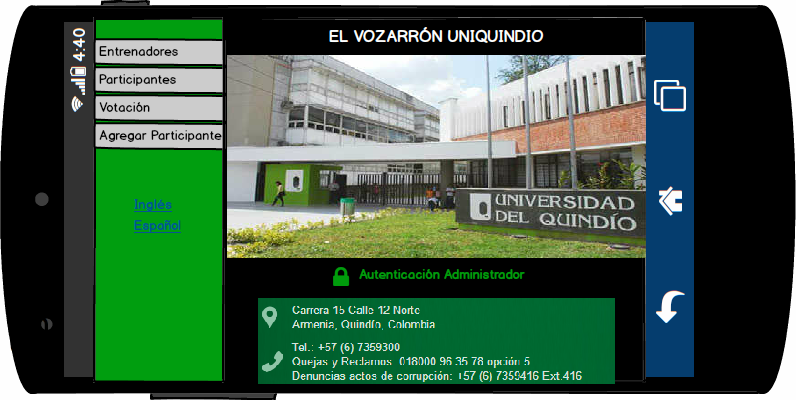 4:40
EL VOZARRÓN UNIQUINDIO
Entrenadores
Participantes
Votación
Agregar Participante
Inglés
Español
UNIVERSIDAD
DEL QUINDÍO
Autenticación Administrador
Carrera 15 Calle 12 Norte
Armenia, Quindío, Colombia
Tel.: +57 (6) 7359300
Quejas y Reclamos: 018000 96 35 78 opción 5
Denuncias actos de corrupción: +57 (6) 7359416 Ext.416